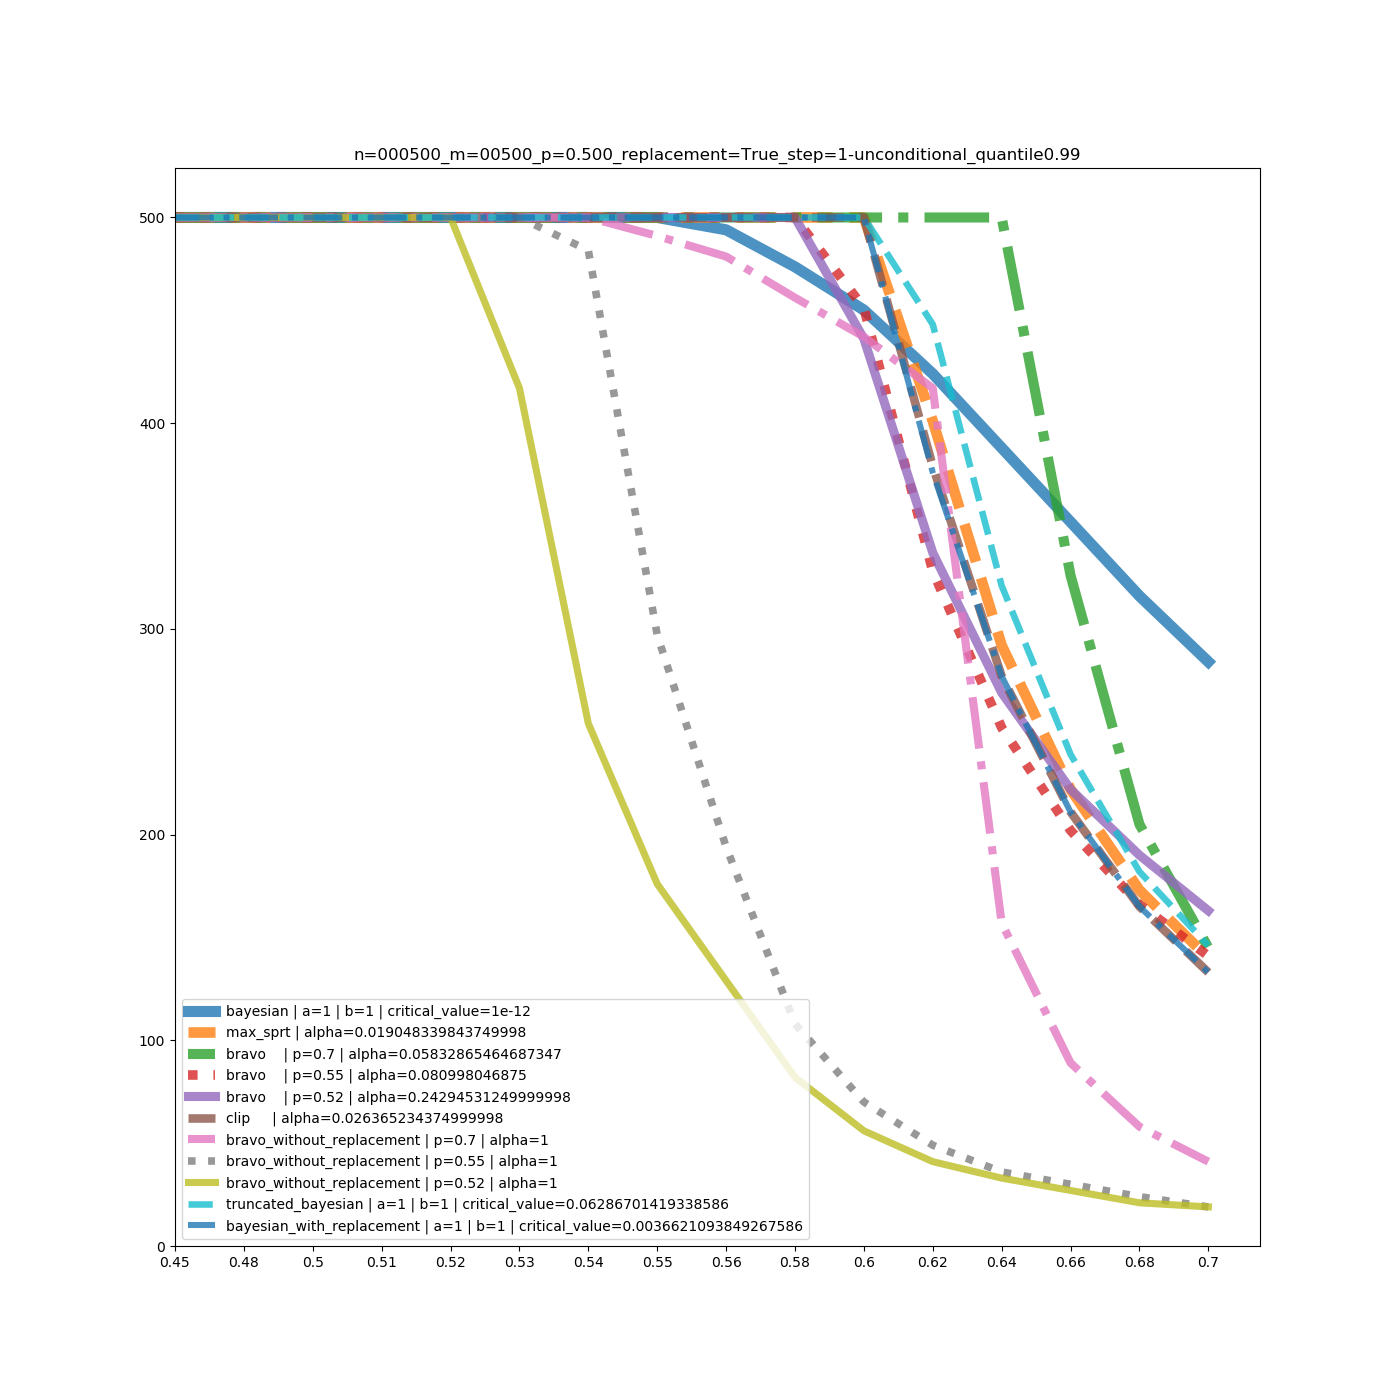 n=000500_m=00500_p=0.500_replacement=True_step=1-unconditional_quantile0.99
500
400
300
200
100
0
bayesian | a=1 | b=1 | critical_value=1e-12
max_sprt | alpha=0.019048339843749998
bravo | p=0.7 | alpha=0.05832865464687347
bravo | p=0.55 | alpha=0.080998046875
bravo | p=0.52 | alpha=0.24294531249999998
clip | alpha=0.026365234374999998
bravo_without_replacement | p=0.7 | alpha=1
bravo_without_replacement | p=0.55 | alpha=1
bravo_without_replacement | p=0.52 | alpha=1
truncated_bayesian | a=1 | b=1 | critical_value=0.06286701419338586
bayesian_with_replacement | a=1 | b=1 | critical_value=0.0036621093849267586
0.45 0.48 0.5 0.51 0.52 0.53 0.54 0.55 0.56 0.58 0.6 0.62 0.64 0.66 0.68 0.7